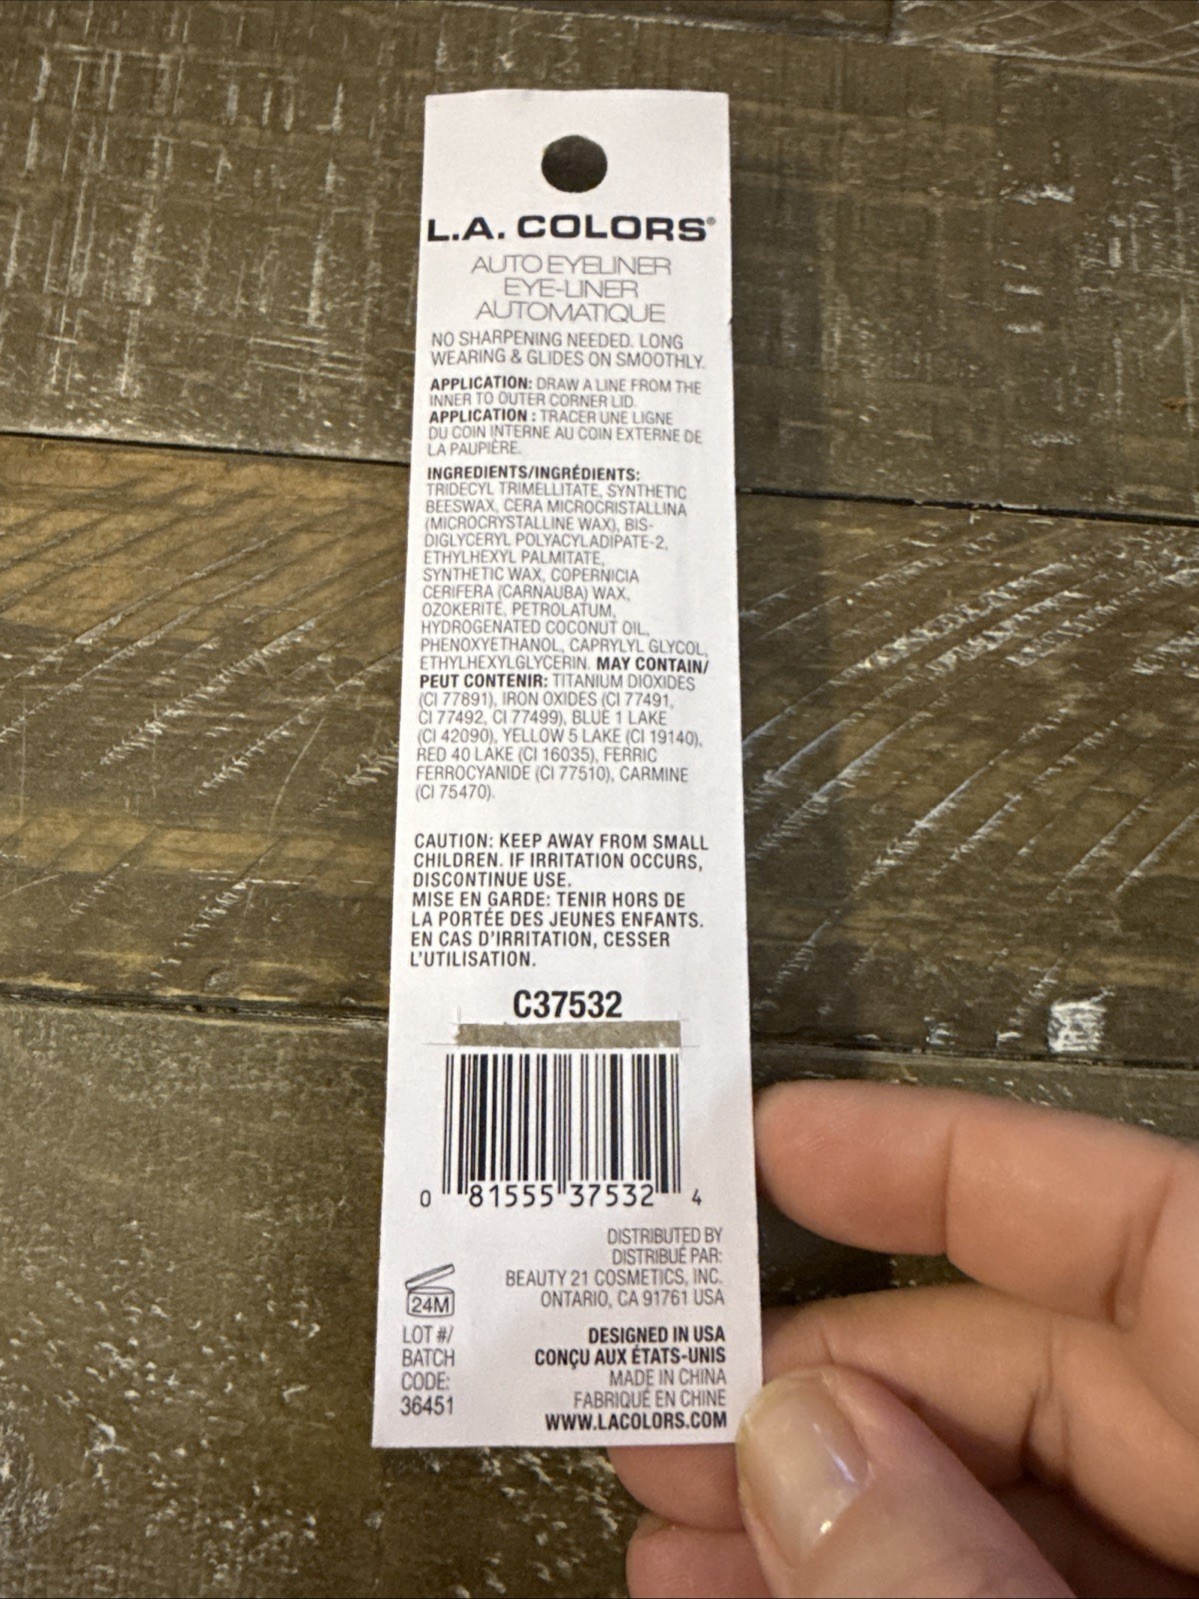 L.A. COLORS®
AUTO EYELINER
EYE-LINER
AUTOMATIQUE
NO SHARPENING NEEDED. LONG
WEARING & GLIDES ON SMOOTHLY.
APPLICATION: DRAW A LINE FROM THE
INNER TO OUTER CORNER LID.
APPLICATION : TRACER UNE LIGNE
DU COIN INTERNE AU COIN EXTERNE DE
LA PAUPIÈRE.
INGREDIENTS/INGRÉDIENTS:
TRIDECYL TRIMELLITATE, SYNTHETIC
BEESWAX, CERA MICROCRISTALLINA
(MICROCRYSTALLINE WAX), BIS-
DIGLYCERYL POLYACYLADIPATE-2,
ETHYLHEXYL PALMITATE,
SYNTHETIC WAX, COPERNICIA
CERIFERA (CARNAUBA) WAX,
OZOKERITE, PETROLATUM,
HYDROGENATED COCONUT OIL,
PHENOXYETHANOL, CAPRYLYL GLYCOL,
ETHYLHEXYLGLYCERIN. MAY CONTAIN/
PEUT CONTENIR: TITANIUM DIOXIDES
(CI 77891), IRON OXIDES (CI 77491,
CI 77492, CI 77499), BLUE 1 LAKE
(CI 42090), YELLOW 5 LAKE (CI 19140),
RED 40 LAKE (CI 16035), FERRIC
FERROCYANIDE (CI 77510), CARMINE
(CI 75470).
CAUTION: KEEP AWAY FROM SMALL
CHILDREN. IF IRRITATION OCCURS,
DISCONTINUE USE.
MISE EN GARDE: TENIR HORS DE
LA PORTÉE DES JEUNES ENFANTS.
EN CAS D'IRRITATION, CESSER
L'UTILISATION.
C37532
0 81555 37532 4
DISTRIBUTED BY
DISTRIBUÉ PAR:
BEAUTY 21 COSMETICS, INC.
ONTARIO, CA 91761 USA
24M
LOT #/
BATCH
CODE:
36451
DESIGNED IN USA
CONÇU AUX ÉTATS-UNIS
MADE IN CHINA
FABRIQUÉ EN CHINE
WWW.LACOLORS.COM